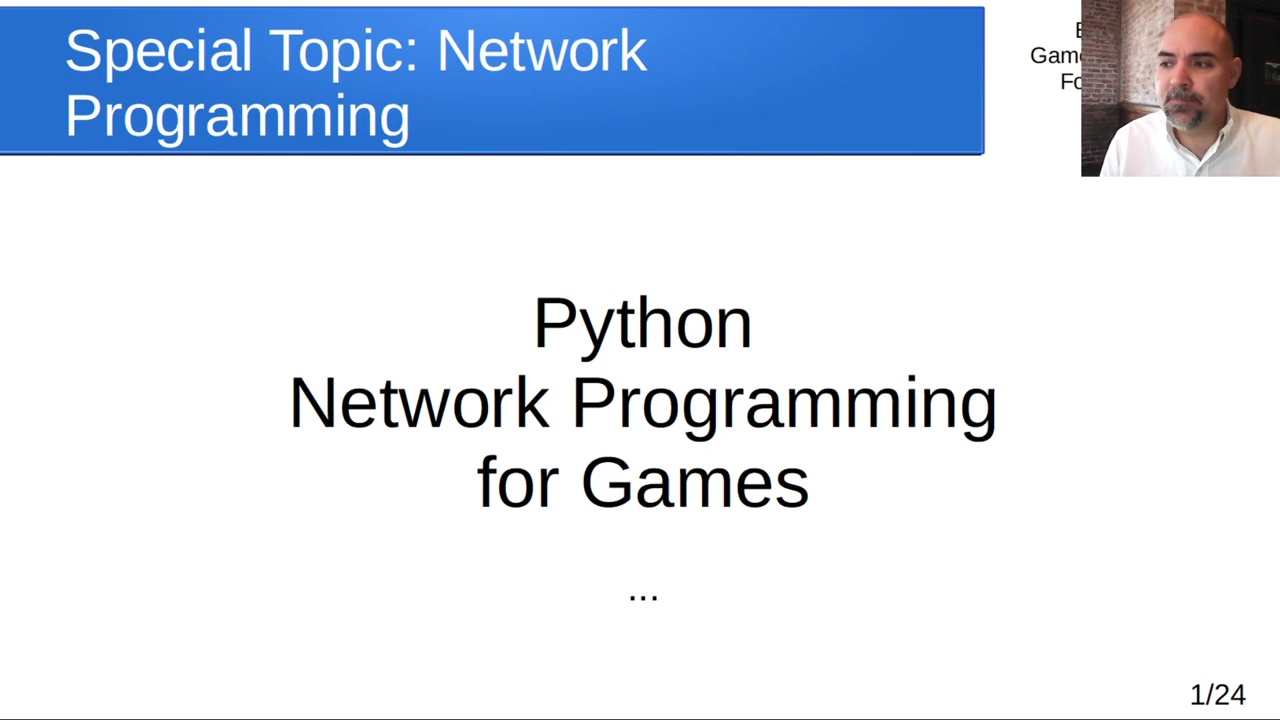 Special Topic: Network
Programming
Python
Network Programming
for Games
...
1/24